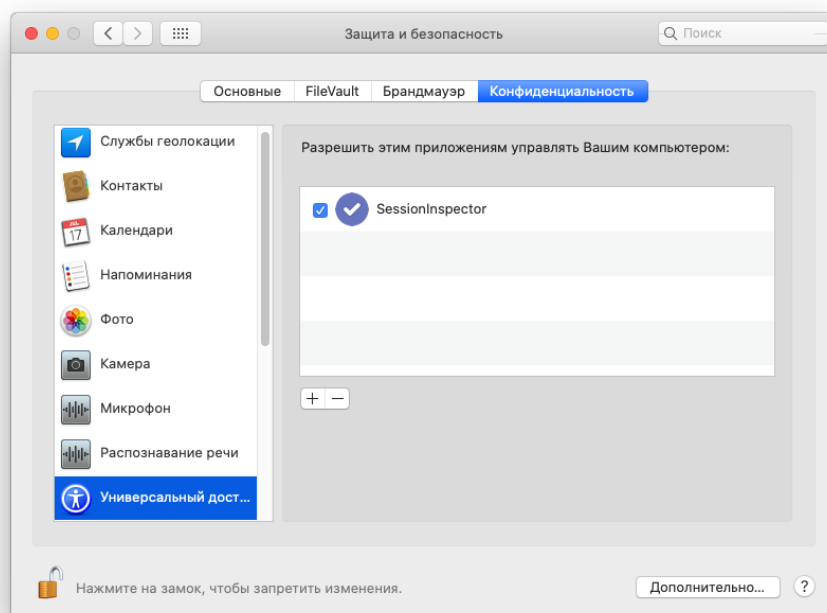 Защита и безопасность
Поиск
Основные
FileVault
Брандмауэр
Конфиденциальность
Службы геолокации
Контакты
JUL
17
Календари
Напоминания
Фото
Камера
Микрофон
Распознавание речи
Универсальный дост...
Разрешить этим приложениям управлять Вашим компьютером:
SessionInspector
Нажмите на замок, чтобы запретить изменения.
Дополнительно...
?